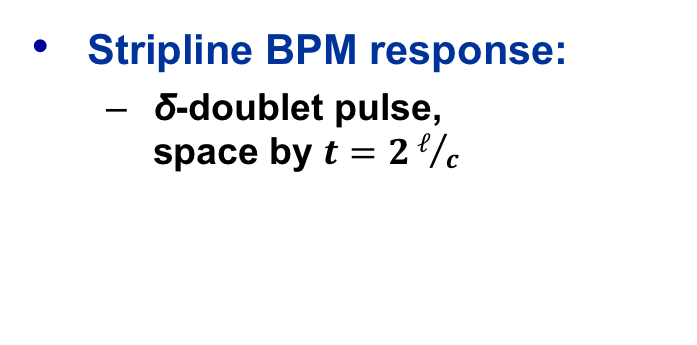 • Stripline BPM response:
– δ-doublet pulse,
space by t = 2 ℓ/c